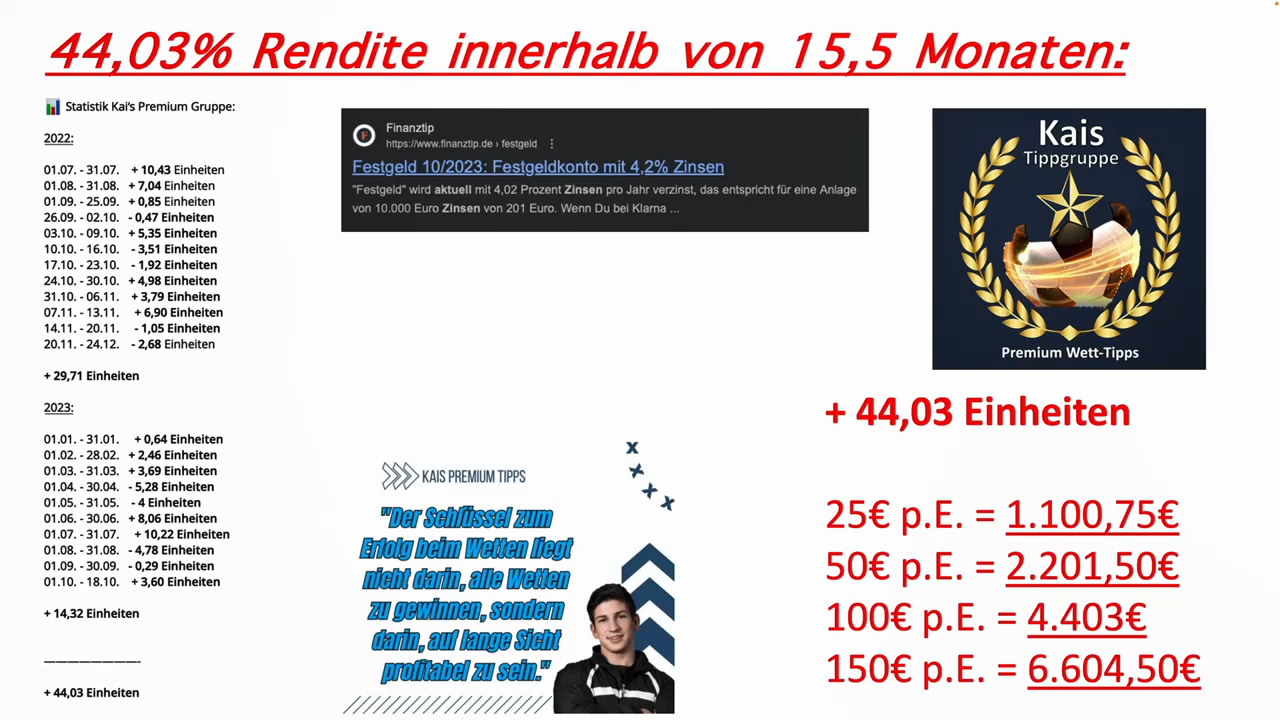 44,03% Rendite innerhalb von 15,5 Monaten:
Statistik Kai's Premium Gruppe:
2022:
01.07. - 31.07. + 10,43 Einheiten
01.08. - 31.08. + 7,04 Einheiten
01.09. - 25.09. + 0,85 Einheiten
26.09. - 02.10. - 0,47 Einheiten
03.10. - 09.10. + 5,35 Einheiten
10.10. - 16.10. - 3,51 Einheiten
17.10. - 23.10. - 1,92 Einheiten
24.10. - 30.10. + 4,98 Einheiten
31.10. - 06.11. + 3,79 Einheiten
07.11. - 13.11. + 6,90 Einheiten
14.11. - 20.11. - 1,05 Einheiten
20.11. - 24.12. - 2,68 Einheiten
+ 29,71 Einheiten
2023:
01.01. - 31.01. + 0,64 Einheiten
01.02. - 28.02. + 2,46 Einheiten
01.03. - 31.03. + 3,69 Einheiten
01.04. - 30.04. - 5,28 Einheiten
01.05. - 31.05. - 4 Einheiten
01.06. - 30.06. + 8,06 Einheiten
01.07. - 31.07. + 10,22 Einheiten
01.08. - 31.08. - 4,78 Einheiten
01.09. - 30.09. - 0,29 Einheiten
01.10. - 18.10. + 3,60 Einheiten
+ 14,32 Einheiten
+ 44,03 Einheiten
Finanztip
https://www.finanztip.de › festgeld
Festgeld 10/2023: Festgeldkonto mit 4,2% Zinsen
"Festgeld" wird aktuell mit 4,02 Prozent Zinsen pro Jahr verzinst, das entspricht für eine Anlage
von 10.000 Euro Zinsen von 201 Euro. Wenn Du bei Klarna ...
KAIS PREMIUM TIPPS
"Der Schlüssel zum
Erfolg beim Wetten liegt
nicht darin, alle Wetten
zu gewinnen, sondern
darin, auf lange Sicht
profitabel zu sein."
Kais
Tippgruppe
Premium Wett-Tipps
+ 44,03 Einheiten
25€ p.E. = 1.100,75€
50€ p.E. = 2.201,50€
100€ p.E. = 4.403€
150€ p.E. = 6.604,50€